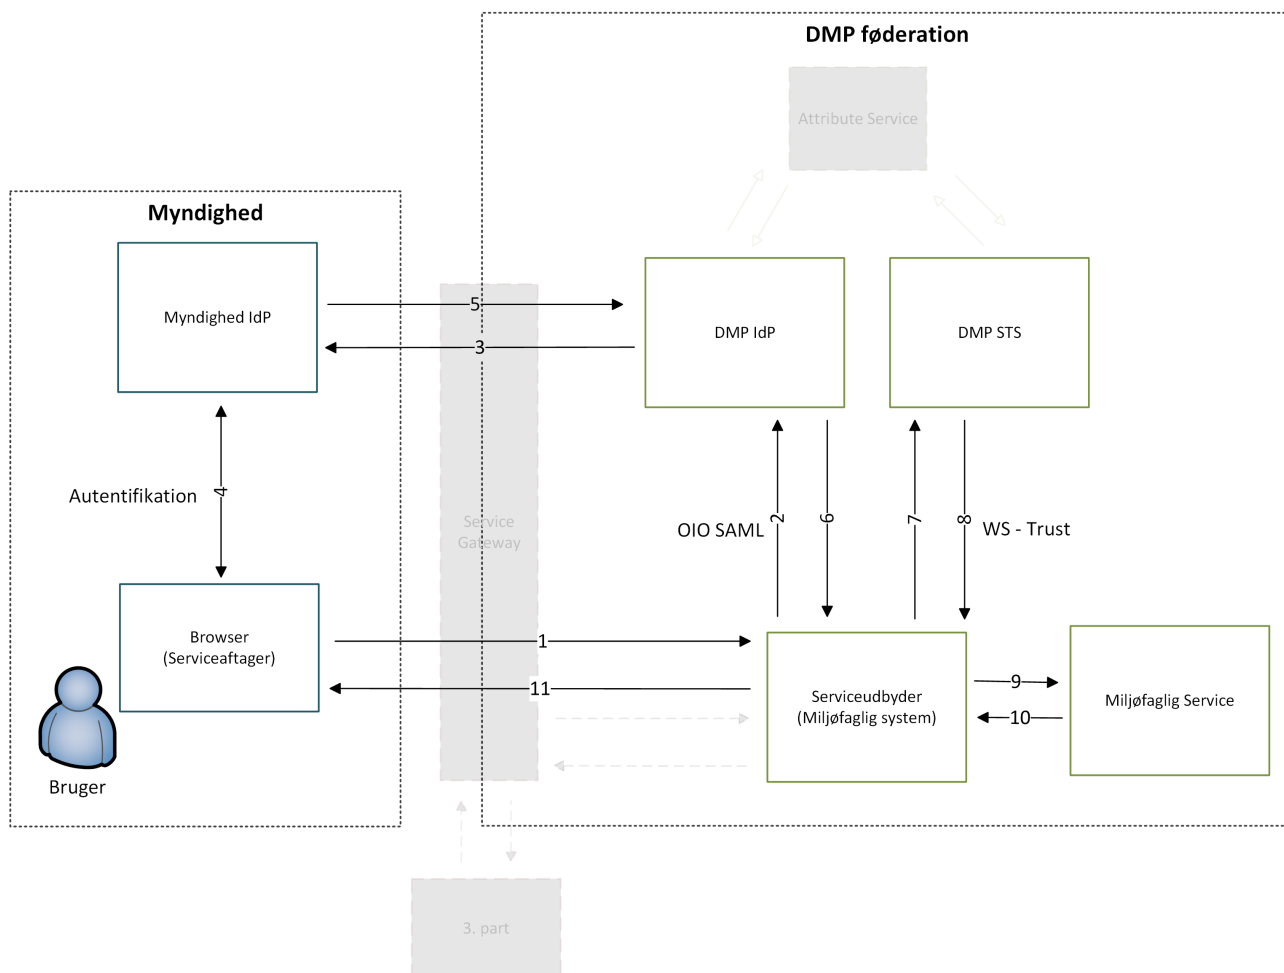 DMP føderation
Attribute Service
Myndighed
Myndighed IdP
5
3
DMP IdP
DMP STS
Autentifikation
4
Service
Gateway
OIO SAML
2
6
7
8
WS - Trust
Browser
(Serviceaftager)
1
11
Serviceudbyder
(Miljøfaglig system)
9
10
Miljøfaglig Service
Bruger
3. part